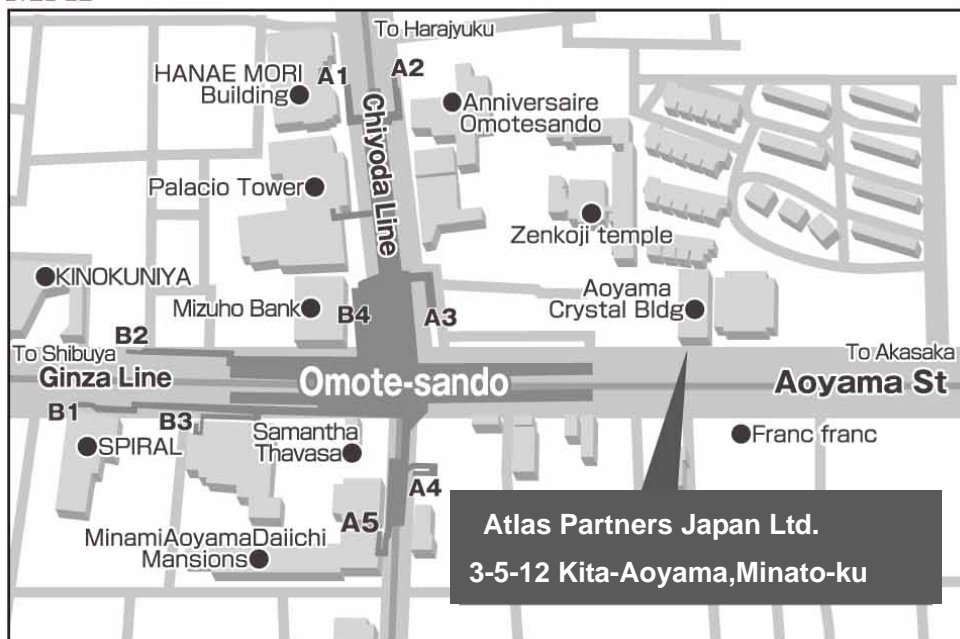 To Harajyuku
HANAE MORI
Building
A1
A2
Anniversaire
Omotesando
Chiyoda Line
Palacio Tower
Zenkoji temple
KINOKUNIYA
Mizuho Bank
B4
A3
Aoyama
Crystal Bldg
B2
To Shibuya
Ginza Line
Omote-sando
To Akasaka
Aoyama St
B1
B3
SPIRAL
Samantha
Thavasa
Franc franc
A4
A5
MinamiAoyamaDaiichi
Mansions
Atlas Partners Japan Ltd.
3-5-12 Kita-Aoyama,Minato-ku